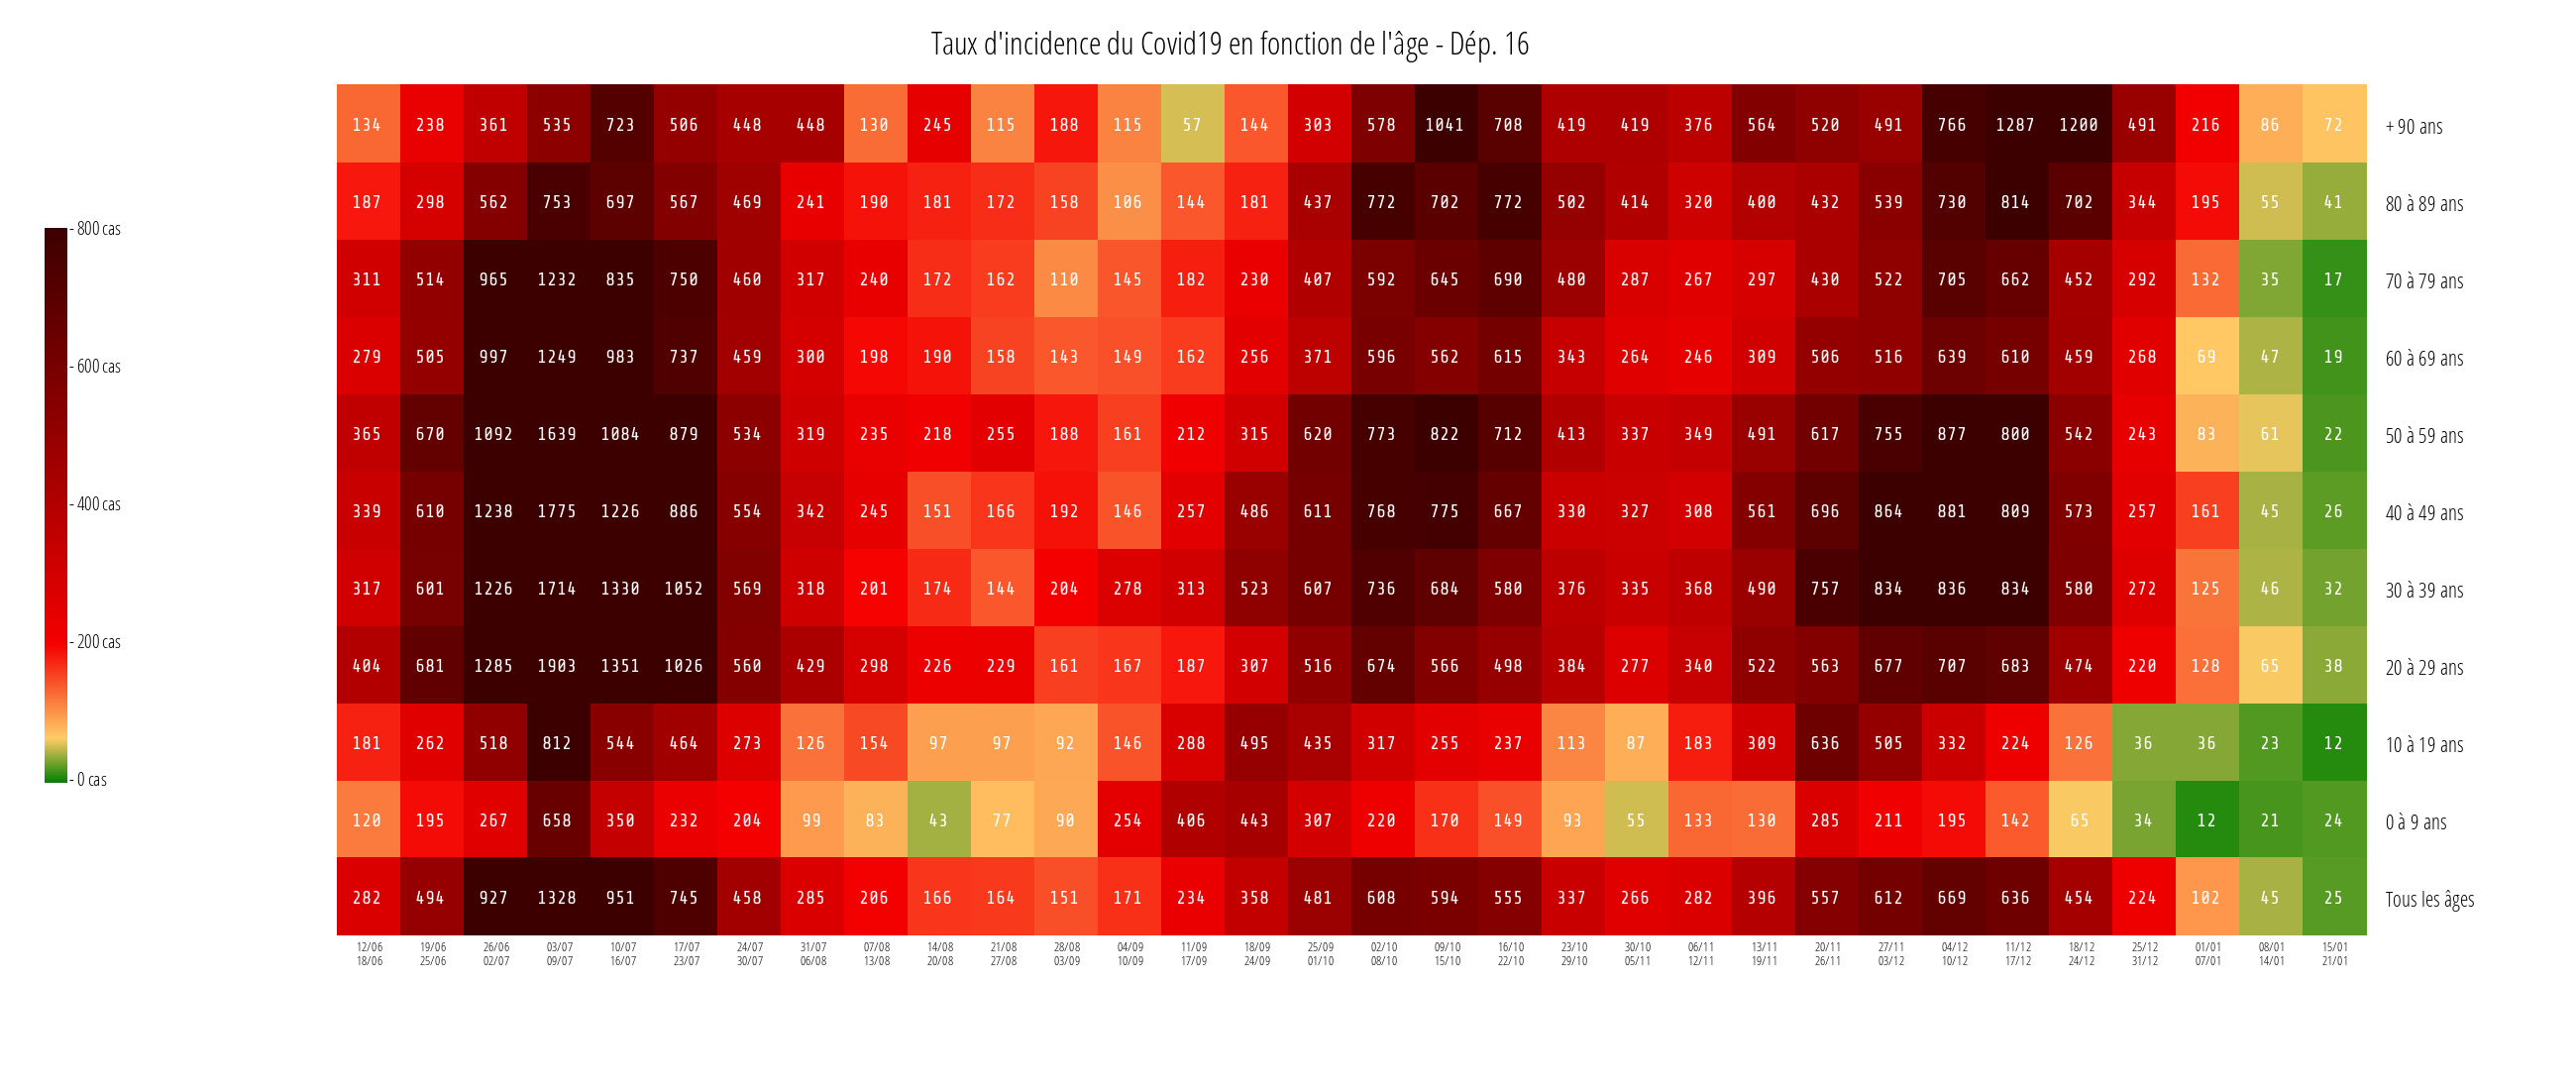 Taux d'incidence du Covid19 en fonction de l'âge - Dép. 16
- 800 cas
- 600 cas
- 400 cas
- 200 cas
- 0 cas
134 238 361 535 723 506 448 448 130 245 115 188 115 57 144 303 578 1041 708 419 419 376 564 520 491 766 1287 1200 491 216 86 72 + 90 ans
187 298 562 753 697 567 469 241 190 181 172 158 106 144 181 437 772 702 772 502 414 320 400 432 539 730 814 702 344 195 55 41 80 à 89 ans
311 514 965 1232 835 750 460 317 240 172 162 110 145 182 230 407 592 645 690 480 287 267 297 430 522 705 662 452 292 132 35 17 70 à 79 ans
279 505 997 1249 983 737 459 300 198 190 158 143 149 162 256 371 596 562 615 343 264 246 309 506 516 639 610 459 268 69 47 19 60 à 69 ans
365 670 1092 1639 1084 879 534 319 235 218 255 188 161 212 315 620 773 822 712 413 337 349 491 617 755 877 800 542 243 83 61 22 50 à 59 ans
339 610 1238 1775 1226 886 554 342 245 151 166 192 146 257 486 611 768 775 667 330 327 308 561 696 864 881 809 573 257 161 45 26 40 à 49 ans
317 601 1226 1714 1330 1052 569 318 201 174 144 204 278 313 523 607 736 684 580 376 335 368 490 757 834 836 834 580 272 125 46 32 30 à 39 ans
404 681 1285 1903 1351 1026 560 429 298 226 229 161 167 187 307 516 674 566 498 384 277 340 522 563 677 707 683 474 220 128 65 38 20 à 29 ans
181 262 518 812 544 464 273 126 154 97 97 92 146 288 495 435 317 255 237 113 87 183 309 636 505 332 224 126 36 36 23 12 10 à 19 ans
120 195 267 658 350 232 204 99 83 43 77 90 254 406 443 307 220 170 149 93 55 133 130 285 211 195 142 65 34 12 21 24 0 à 9 ans
282 494 927 1328 951 745 458 285 206 166 164 151 171 234 358 481 608 594 555 337 266 282 396 557 612 669 636 454 224 102 45 25 Tous les âges
12/06 19/06 26/06 03/07 10/07 17/07 24/07 31/07 07/08 14/08 21/08 28/08 04/09 11/09 18/09 25/09 02/10 09/10 16/10 23/10 30/10 06/11 13/11 20/11 27/11 04/12 11/12 18/12 25/12 01/01 08/01 15/01
18/06 25/06 02/07 09/07 16/07 23/07 30/07 06/08 13/08 20/08 27/08 03/09 10/09 17/09 24/09 01/10 08/10 15/10 22/10 29/10 05/11 12/11 19/11 26/11 03/12 10/12 17/12 24/12 31/12 07/01 14/01 21/01